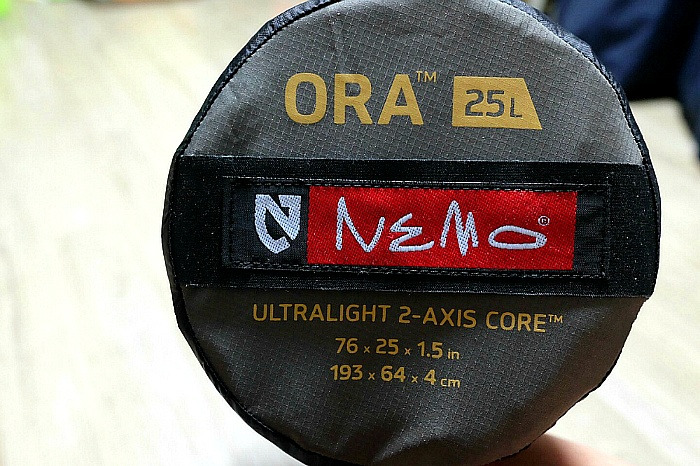 ORA™ 25L
NEMO®
ULTRALIGHT 2-AXIS CORE™
76 x 25 x 1.5 in
193 x 64 x 4 cm